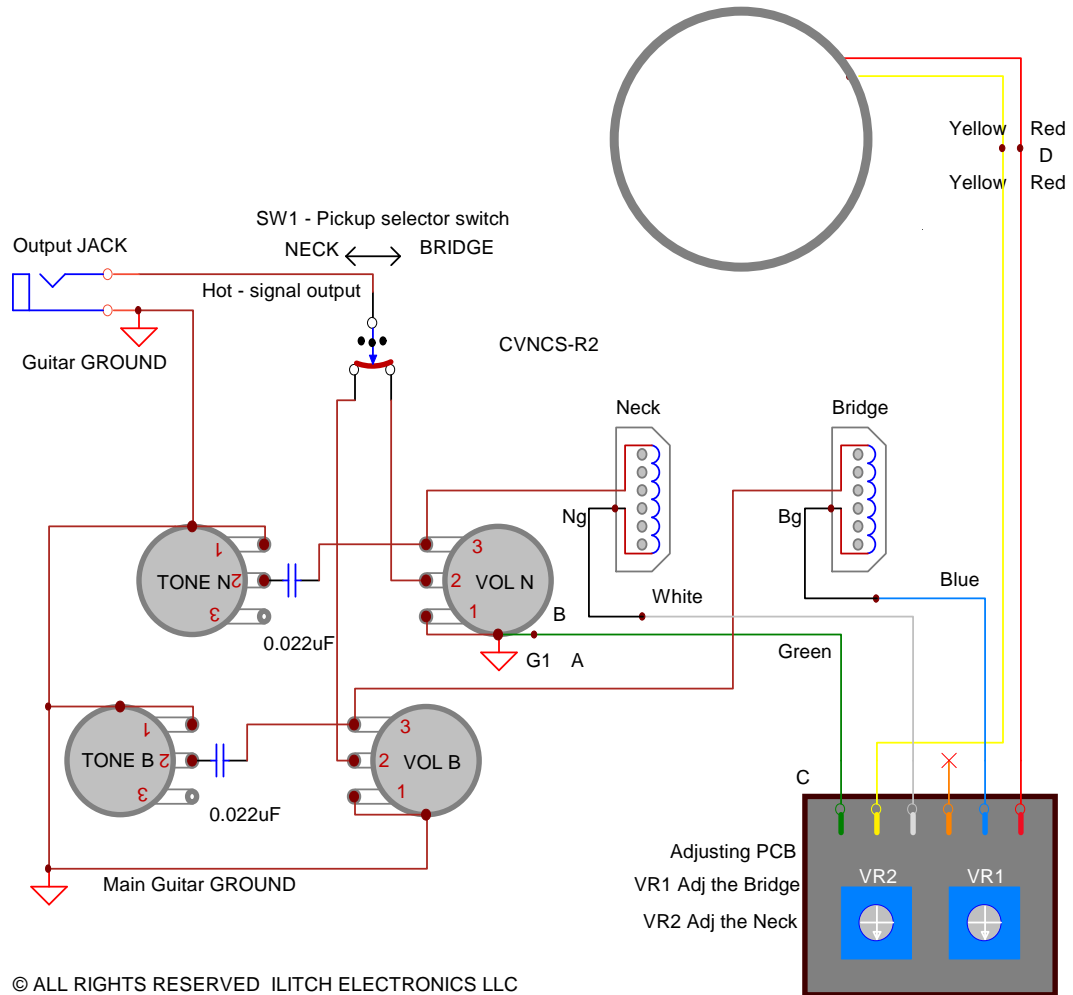 Yellow Red
D
Yellow Red
SW1 - Pickup selector switch
NECK BRIDGE
Output JACK
Hot - signal output
Guitar GROUND
CVNCS-R2
Neck Bridge
Ng Bg
1
TONE N 2
3
0.022uF
3
2 VOL N
1
B
G1 A
White
Blue
Green
1
TONE B 2
3
0.022uF
3
2 VOL B
1
C
Main Guitar GROUND
Adjusting PCB
VR1 Adj the Bridge
VR2 Adj the Neck
VR2 VR1
© ALL RIGHTS RESERVED ILITCH ELECTRONICS LLC